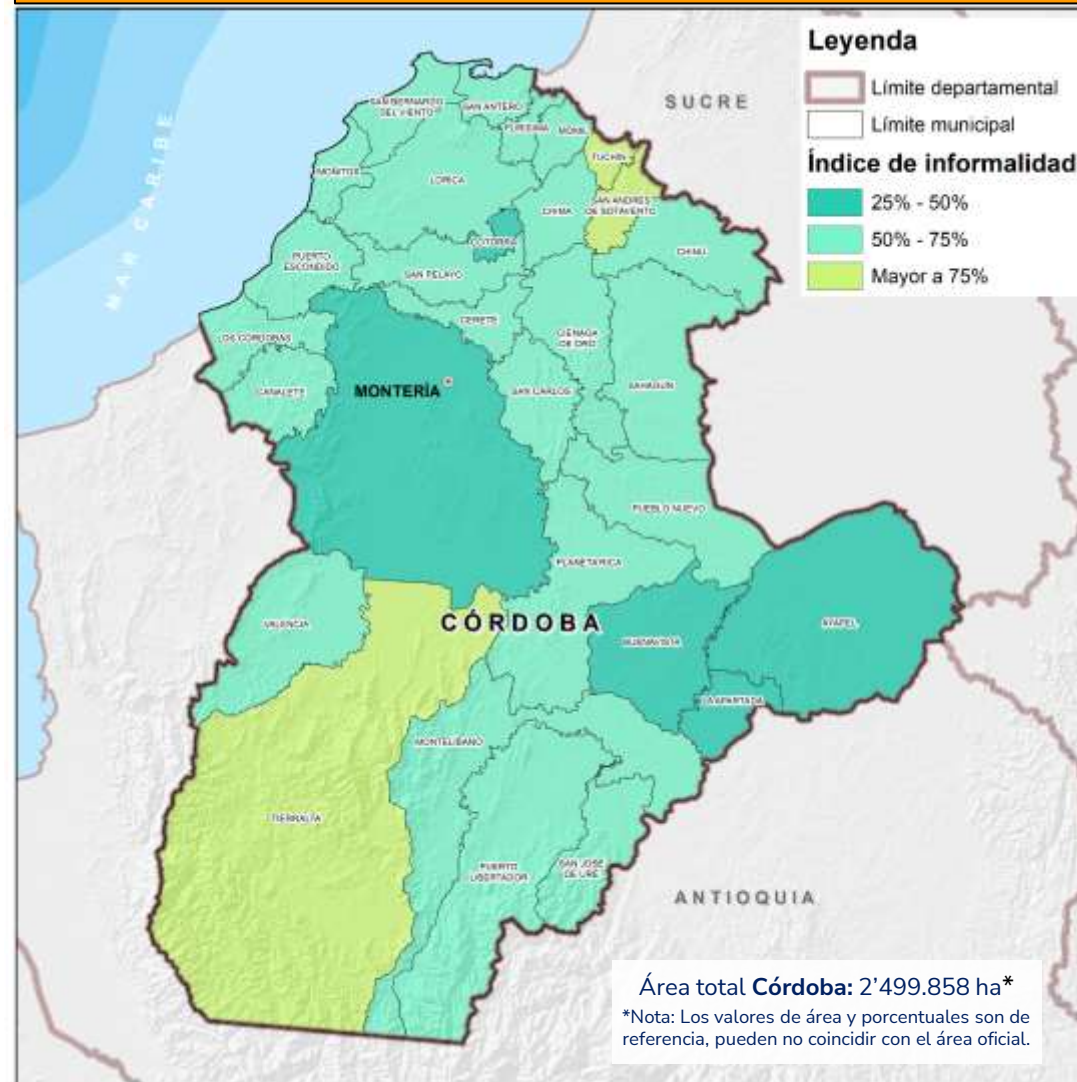 Leyenda
Límite departamental
Límite municipal
Índice de informalidad
25% - 50%
50% - 75%
Mayor a 75%
SUCRE
MAR CARIBE
SAN BERNARDO
DEL VIENTO
SAN ANTERO
PURISIMA
MOMIL
TUCHIN
MOÑITOS
LORICA
CHIMA
SAN ANDRES
DE SOTAVENTO
COTORRA
CHINU
PUERTO
ESCONDIDO
SAN PELAYO
CERETE
CIENAGA
DE ORO
LOS CORDOBAS
CANALETE
MONTERÍA*
SAN CARLOS
SAHAGUN
PUEBLO NUEVO
PLANETA RICA
VALENCIA
CÓRDOBA
BUENAVISTA
AYAPEL
LA APARTADA
MONTELIBANO
TIERRALTA
PUERTO
LIBERTADOR
SAN JOSE
DE URE
ANTIOQUIA
Área total Córdoba: 2’499.858 ha*
*Nota: Los valores de área y porcentuales son de
referencia, pueden no coincidir con el área oficial.